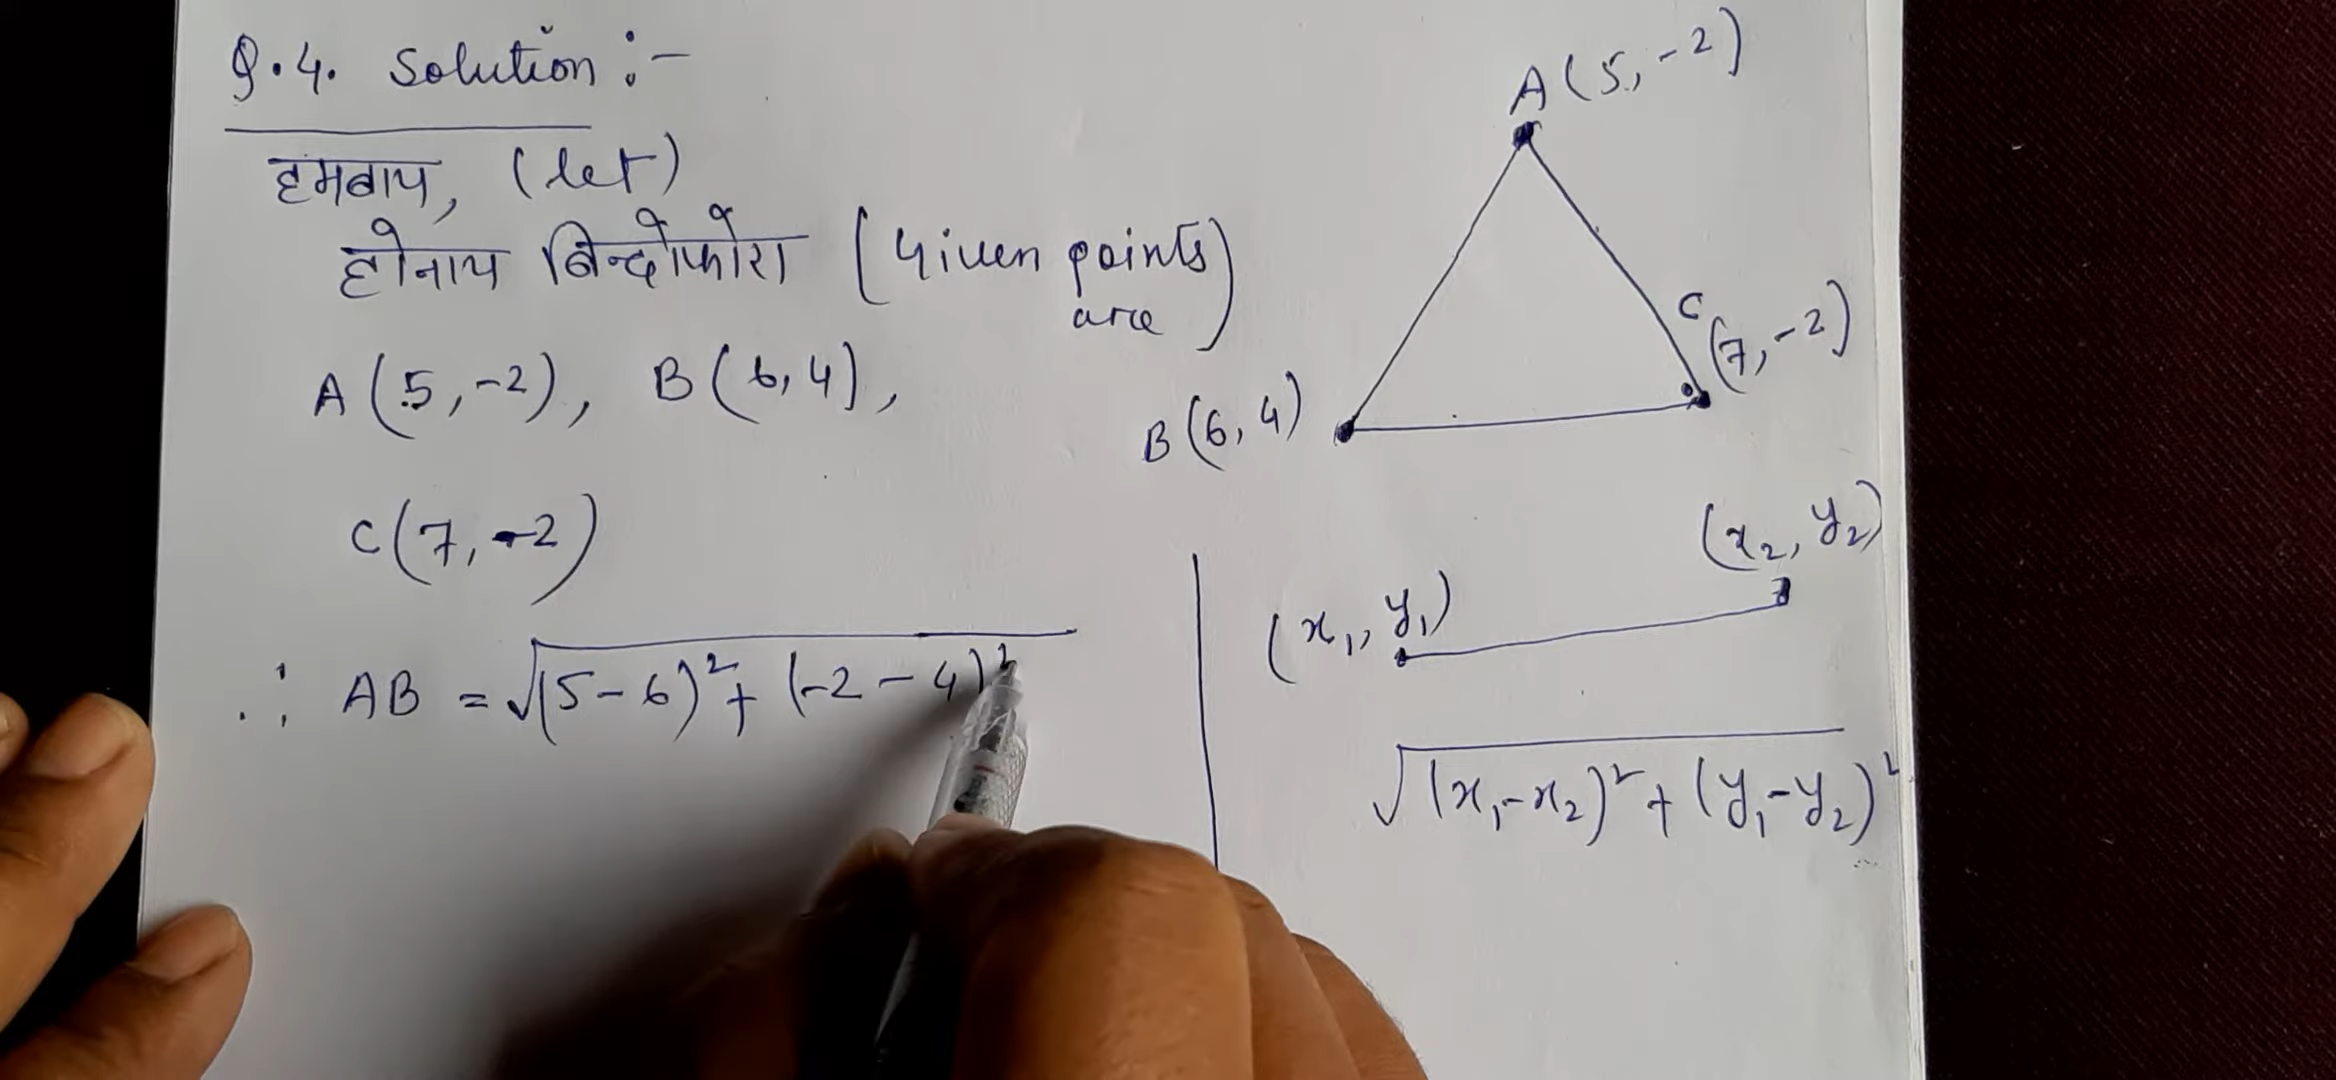 Q.4. Solution :-
हमबाय, (let)
होनाय बिन्दोफोरा (Given points are)
A(5,-2), B(6,4),
C(7,-2)
∴ AB = √(5-6)² + (-2-4)²
A(5,-2)
C
(7,-2)
B(6,4)
(x₂, y₂)
(x₁, y₁)
√(x₁-x₂)² + (y₁-y₂)²